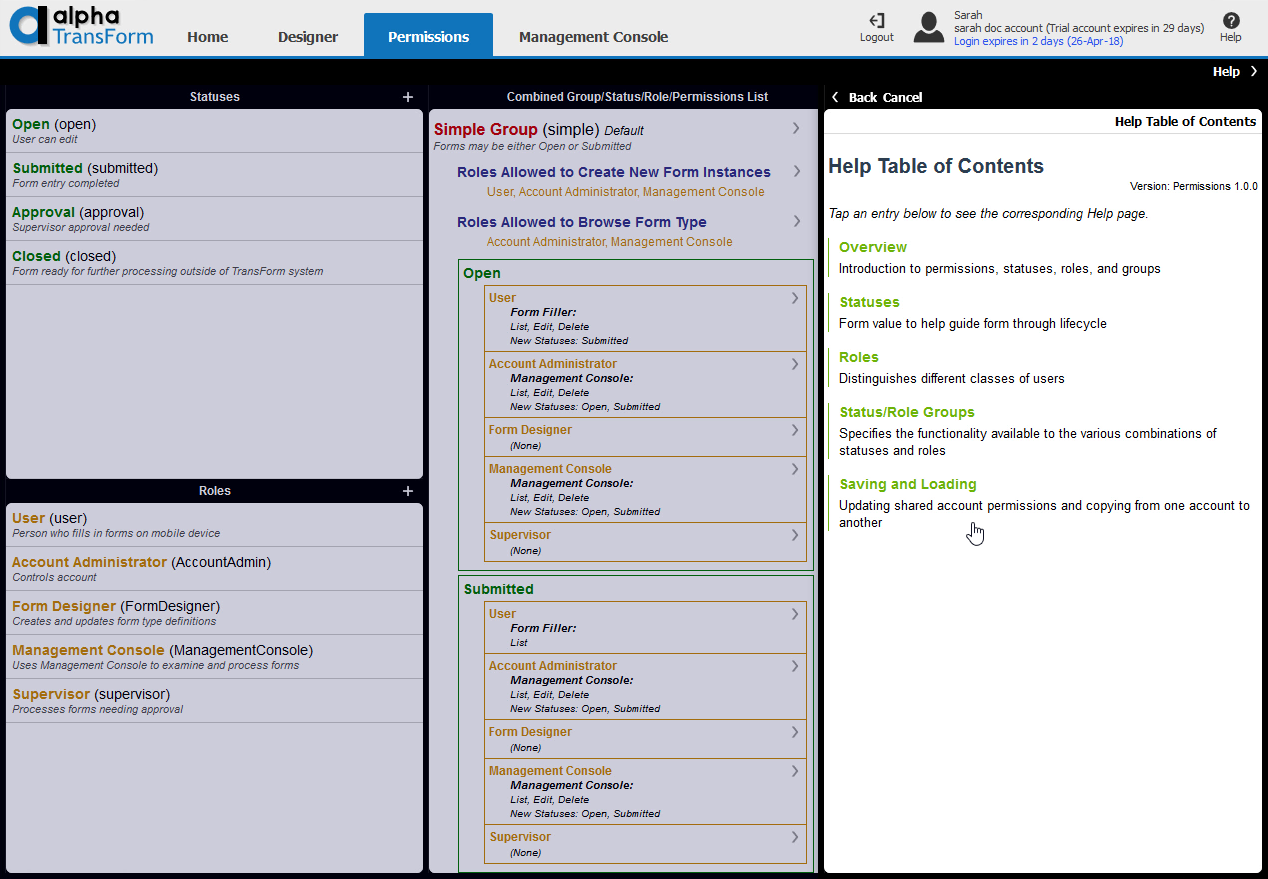 alpha
TransForm
Home
Designer
Permissions
Management Console
Logout
Sarah
sarah doc account (Trial account expires in 29 days)
Login expires in 2 days (26-Apr-18)
?
Help
Help
Statuses
+
Open (open)
User can edit
Submitted (submitted)
Form entry completed
Approval (approval)
Supervisor approval needed
Closed (closed)
Form ready for further processing outside of TransForm system
Roles
+
User (user)
Person who fills in forms on mobile device
Account Administrator (AccountAdmin)
Controls account
Form Designer (FormDesigner)
Creates and updates form type definitions
Management Console (ManagementConsole)
Uses Management Console to examine and process forms
Supervisor (supervisor)
Processes forms needing approval
Combined Group/Status/Role/Permissions List
Simple Group (simple) Default
Forms may be either Open or Submitted
Roles Allowed to Create New Form Instances
User, Account Administrator, Management Console
Roles Allowed to Browse Form Type
Account Administrator, Management Console
Open
User
Form Filler:
List, Edit, Delete
New Statuses: Submitted
Account Administrator
Management Console:
List, Edit, Delete
New Statuses: Open, Submitted
Form Designer
(None)
Management Console
Management Console:
List, Edit, Delete
New Statuses: Open, Submitted
Supervisor
(None)
Submitted
User
Form Filler:
List
Account Administrator
Management Console:
List, Edit, Delete
New Statuses: Open, Submitted
Form Designer
(None)
Management Console
Management Console:
List, Edit, Delete
New Statuses: Open, Submitted
Supervisor
(None)
Back Cancel
Help Table of Contents
Help Table of Contents
Version: Permissions 1.0.0
Tap an entry below to see the corresponding Help page.
Overview
Introduction to permissions, statuses, roles, and groups
Statuses
Form value to help guide form through lifecycle
Roles
Distinguishes different classes of users
Status/Role Groups
Specifies the functionality available to the various combinations of
statuses and roles
Saving and Loading
Updating shared account permissions and copying from one account to
another